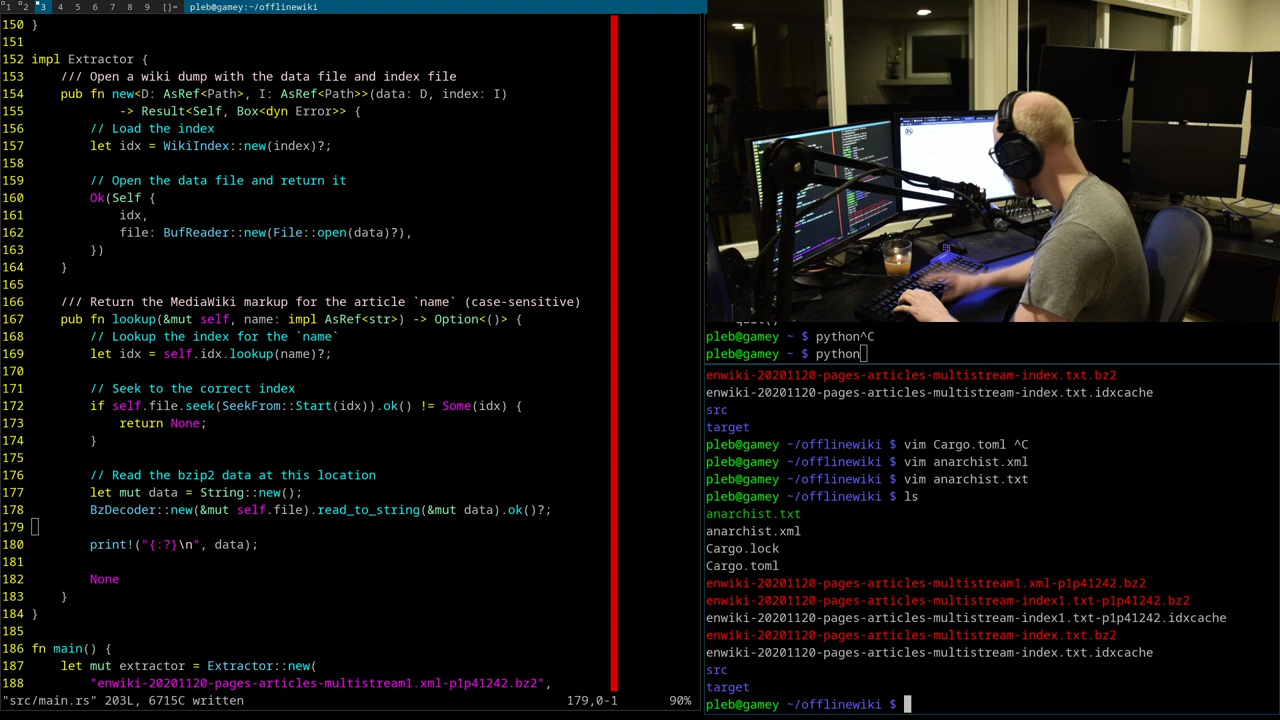 1 2 3 4 5 6 7 8 9 []= pleb@gamey:~/offlinewiki
150 }
151
152 impl Extractor {
153     /// Open a wiki dump with the data file and index file
154     pub fn new<D: AsRef<Path>, I: AsRef<Path>>(data: D, index: I)
155             -> Result<Self, Box<dyn Error>> {
156         // Load the index
157         let idx = WikiIndex::new(index)?;
158
159         // Open the data file and return it
160         Ok(Self {
161             idx,
162             file: BufReader::new(File::open(data)?),
163         })
164     }
165
166     /// Return the MediaWiki markup for the article `name` (case-sensitive)
167     pub fn lookup(&mut self, name: impl AsRef<str>) -> Option<()> {
168         // Lookup the index for the `name`
169         let idx = self.idx.lookup(name)?;
170
171         // Seek to the correct index
172         if self.file.seek(SeekFrom::Start(idx)).ok() != Some(idx) {
173             return None;
174         }
175
176         // Read the bzip2 data at this location
177         let mut data = String::new();
178         BzDecoder::new(&mut self.file).read_to_string(&mut data).ok()?;
179
180         print!("{:?}\n", data);
181
182         None
183     }
184 }
185
186 fn main() {
187     let mut extractor = Extractor::new(
188         "enwiki-20201120-pages-articles-multistream1.xml-p1p41242.bz2",
"src/main.rs" 203L, 6715C written 179,0-1 90%
pleb@gamey ~ $ python^C
pleb@gamey ~ $ python
enwiki-20201120-pages-articles-multistream-index.txt.bz2
enwiki-20201120-pages-articles-multistream-index.txt.idxcache
src
target
pleb@gamey ~/offlinewiki $ vim Cargo.toml ^C
pleb@gamey ~/offlinewiki $ vim anarchist.xml
pleb@gamey ~/offlinewiki $ vim anarchist.txt
pleb@gamey ~/offlinewiki $ ls
anarchist.txt
anarchist.xml
Cargo.lock
Cargo.toml
enwiki-20201120-pages-articles-multistream1.xml-p1p41242.bz2
enwiki-20201120-pages-articles-multistream-index1.txt-p1p41242.bz2
enwiki-20201120-pages-articles-multistream-index1.txt-p1p41242.idxcache
enwiki-20201120-pages-articles-multistream-index.txt.bz2
enwiki-20201120-pages-articles-multistream-index.txt.idxcache
src
target
pleb@gamey ~/offlinewiki $